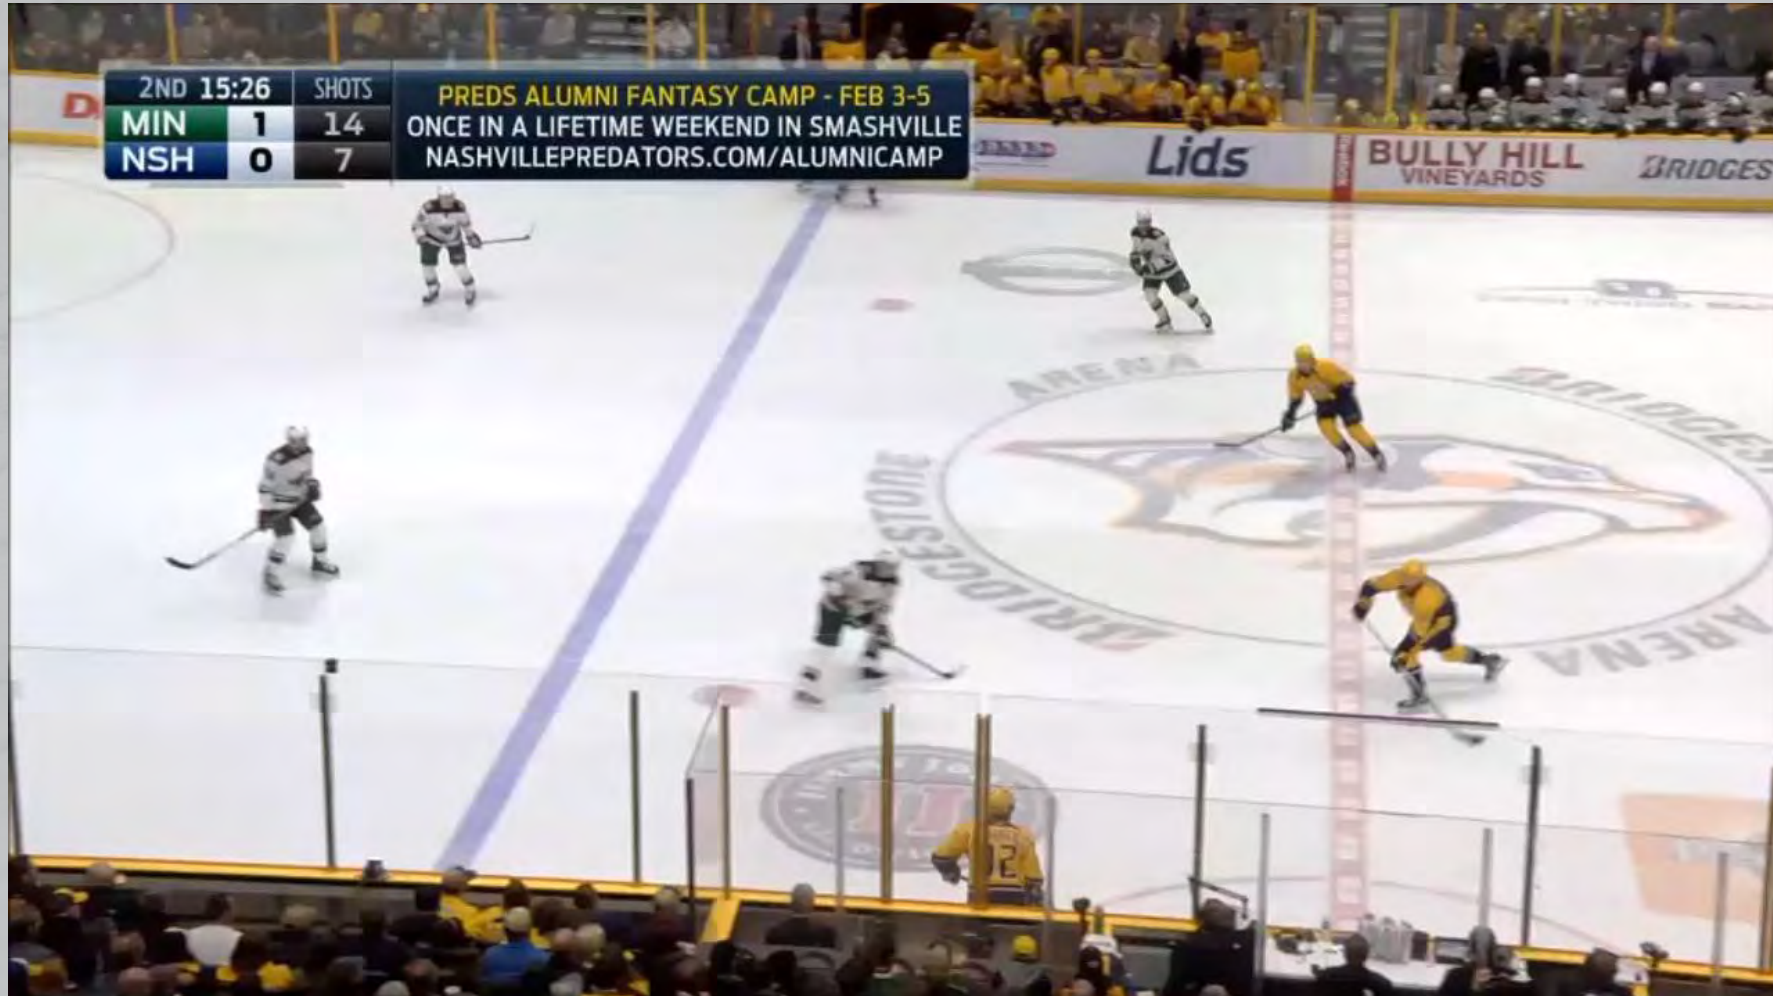 2ND 15:26 SHOTS
MIN 1 14
NSH 0 7
PREDS ALUMNI FANTASY CAMP - FEB 3-5
ONCE IN A LIFETIME WEEKEND IN SMASHVILLE
NASHVILLEPREDATORS.COM/ALUMNICAMP
Lids
BULLY HILL
VINEYARDS
BRIDGES
ARENA
BRIDGES
BRIDGESTONE
ARENA
12